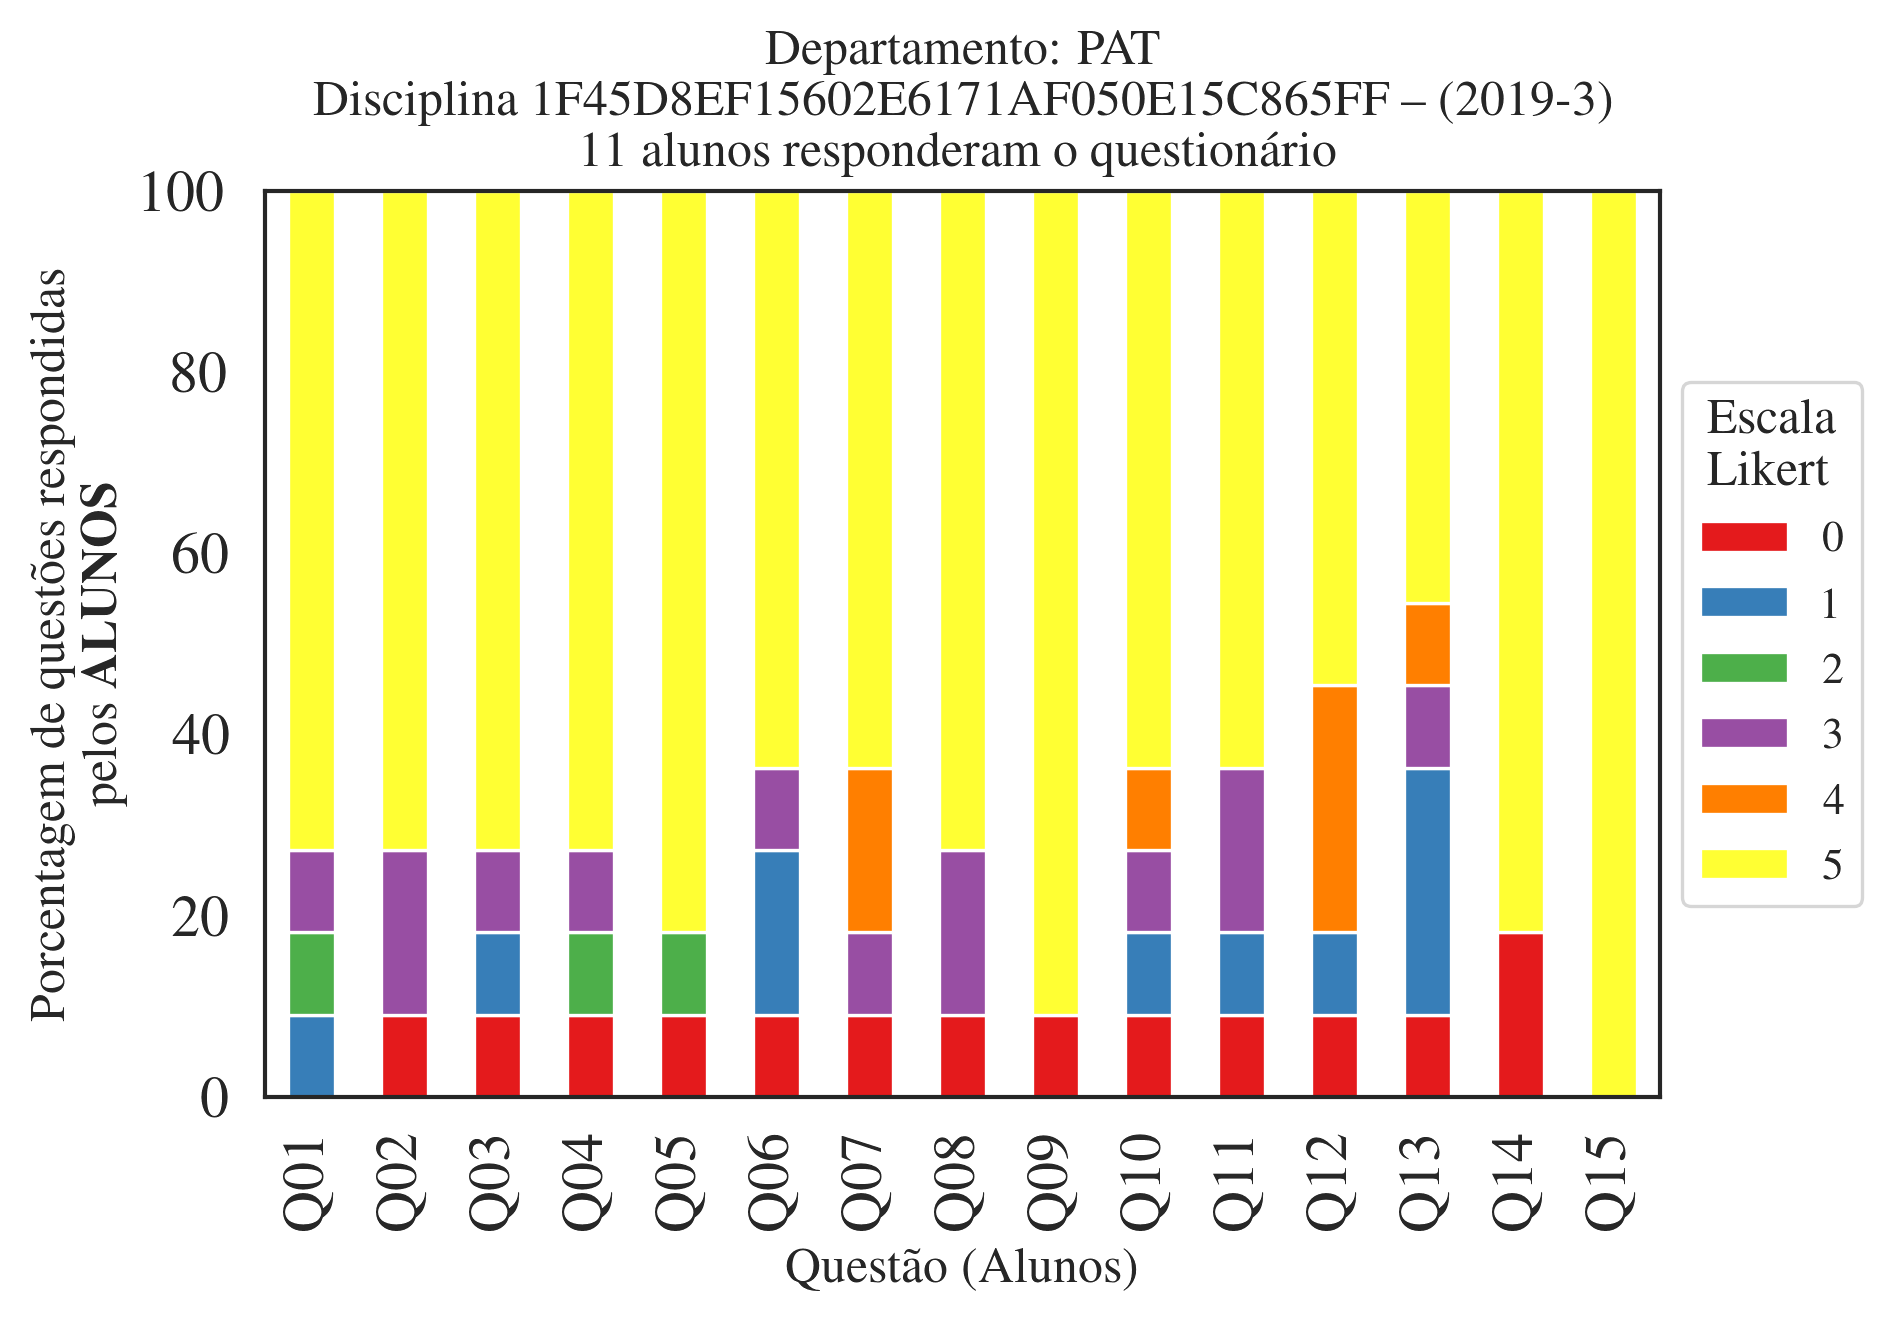 Departamento: PAT
Disciplina 1F45D8EF15602E6171AF050E15C865FF – (2019-3)
11 alunos responderam o questionário
Porcentagem de questões respondidas
pelos ALUNOS
100
80
60
40
20
0
Q01
Q02
Q03
Q04
Q05
Q06
Q07
Q08
Q09
Q10
Q11
Q12
Q13
Q14
Q15
Questão (Alunos)
Escala
Likert
0
1
2
3
4
5